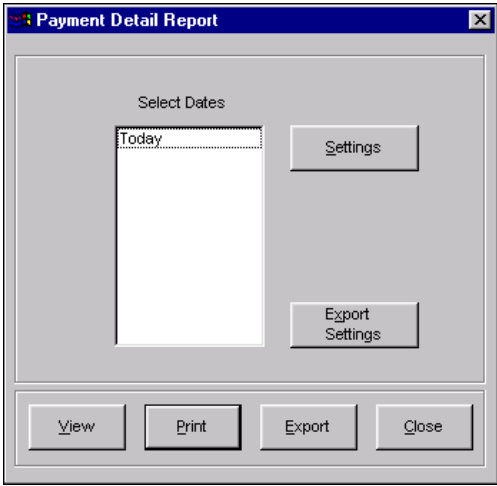 Payment Detail Report
Select Dates
Today
Settings
Export
Settings
View
Print
Export
Close